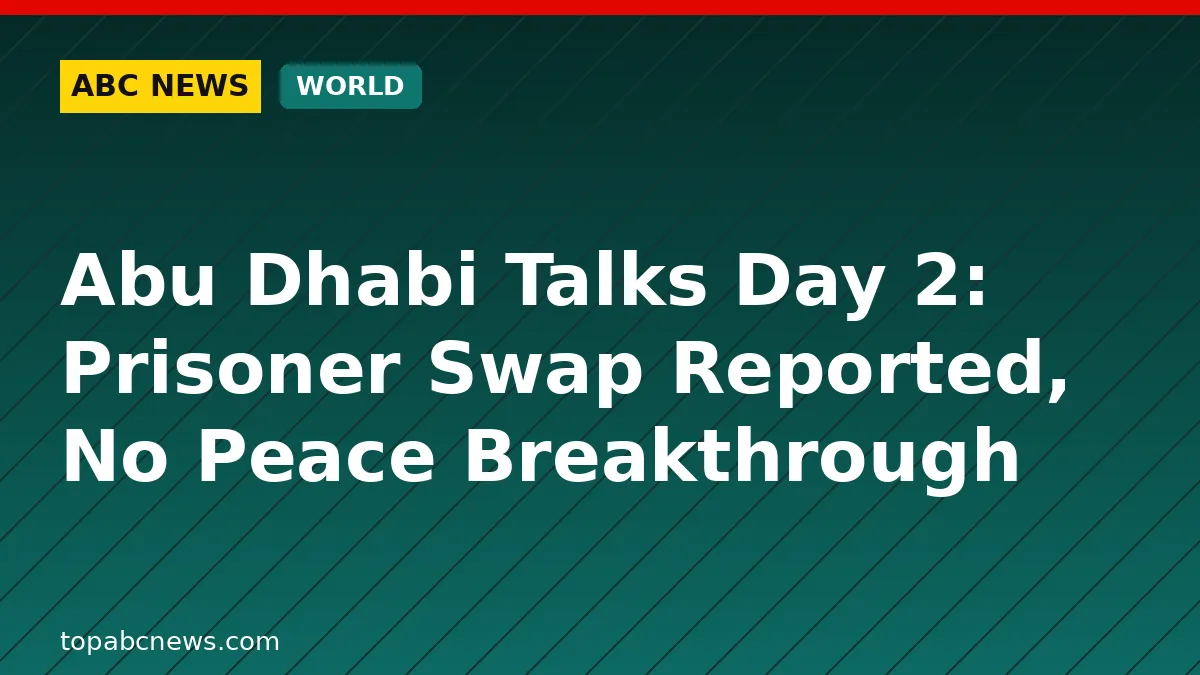 ABC NEWS
WORLD
Abu Dhabi Talks Day 2:
Prisoner Swap Reported,
No Peace Breakthrough
topabcnews.com